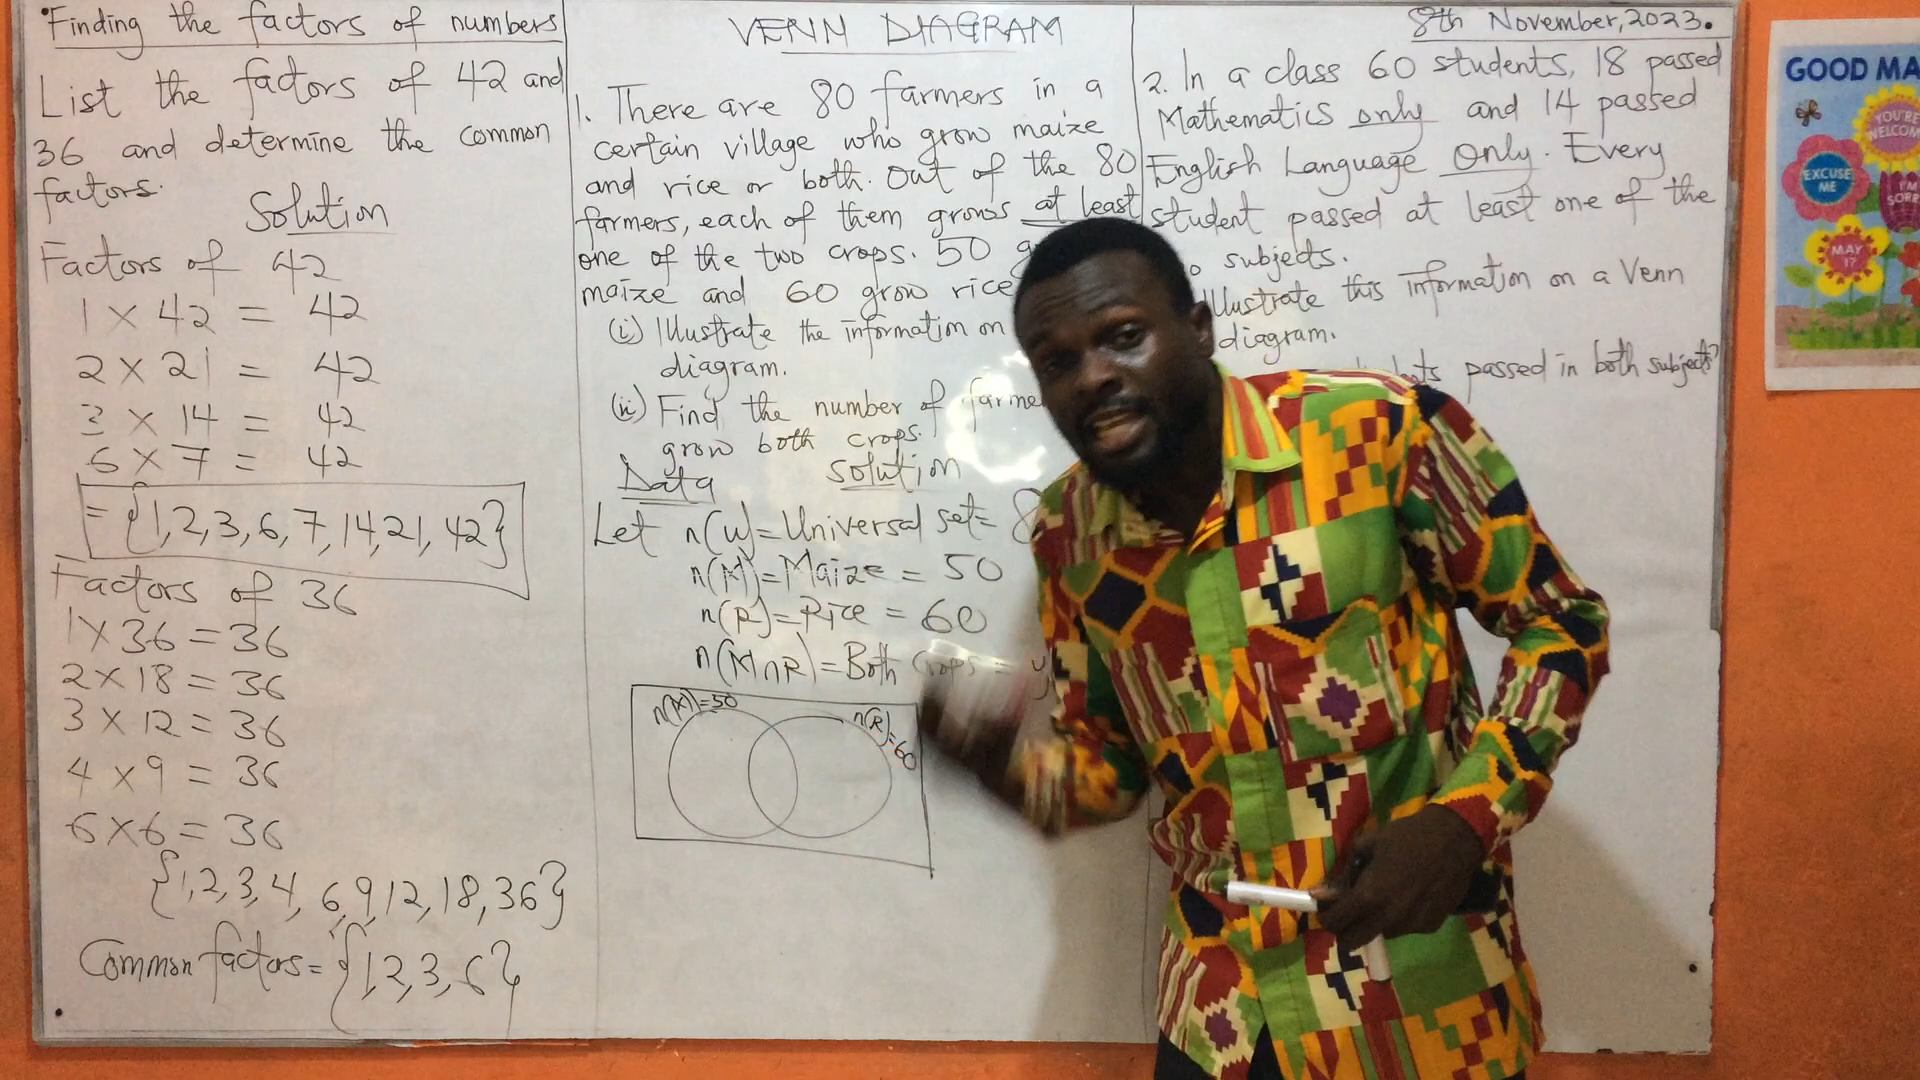 Finding the factors of numbers
List the factors of 42 and
36 and determine the common
factors.
Solution
Factors of 42
1 x 42 = 42
2 x 21 = 42
3 x 14 = 42
6 x 7 = 42
= {1,2,3,6,7,14,21,42}
Factors of 36
1 x 36 = 36
2 x 18 = 36
3 x 12 = 36
4 x 9 = 36
6 x 6 = 36
{1,2,3,4,6,9,12,18,36}
Common factors = {1,2,3,6}
VENN DIAGRAM
1. There are 80 farmers in a
certain village who grow maize
and rice or both. Out of the 80
farmers, each of them grows at least
one of the two crops. 50
maize and 60 grow rice
(i) Illustrate the information on
diagram.
(ii) Find the number of
grow both crops.
Data Solution
Let n(U) = Universal set =
n(M) = Maize = 50
n(R) = Rice = 60
n(M∩R) = Both Crops = y
n(M)=50
n(R)=60
8th November, 2023.
2. In a class 60 students, 18 passed
Mathematics only and 14 passed
English Language Only. Every
student passed at least one of the
subjects.
Illustrate this information on a Venn
diagram.
passed in both subjects?
GOOD MA
YOU'RE
WELCOM
EXCUSE
ME
I'M
SORR
MAY
I?